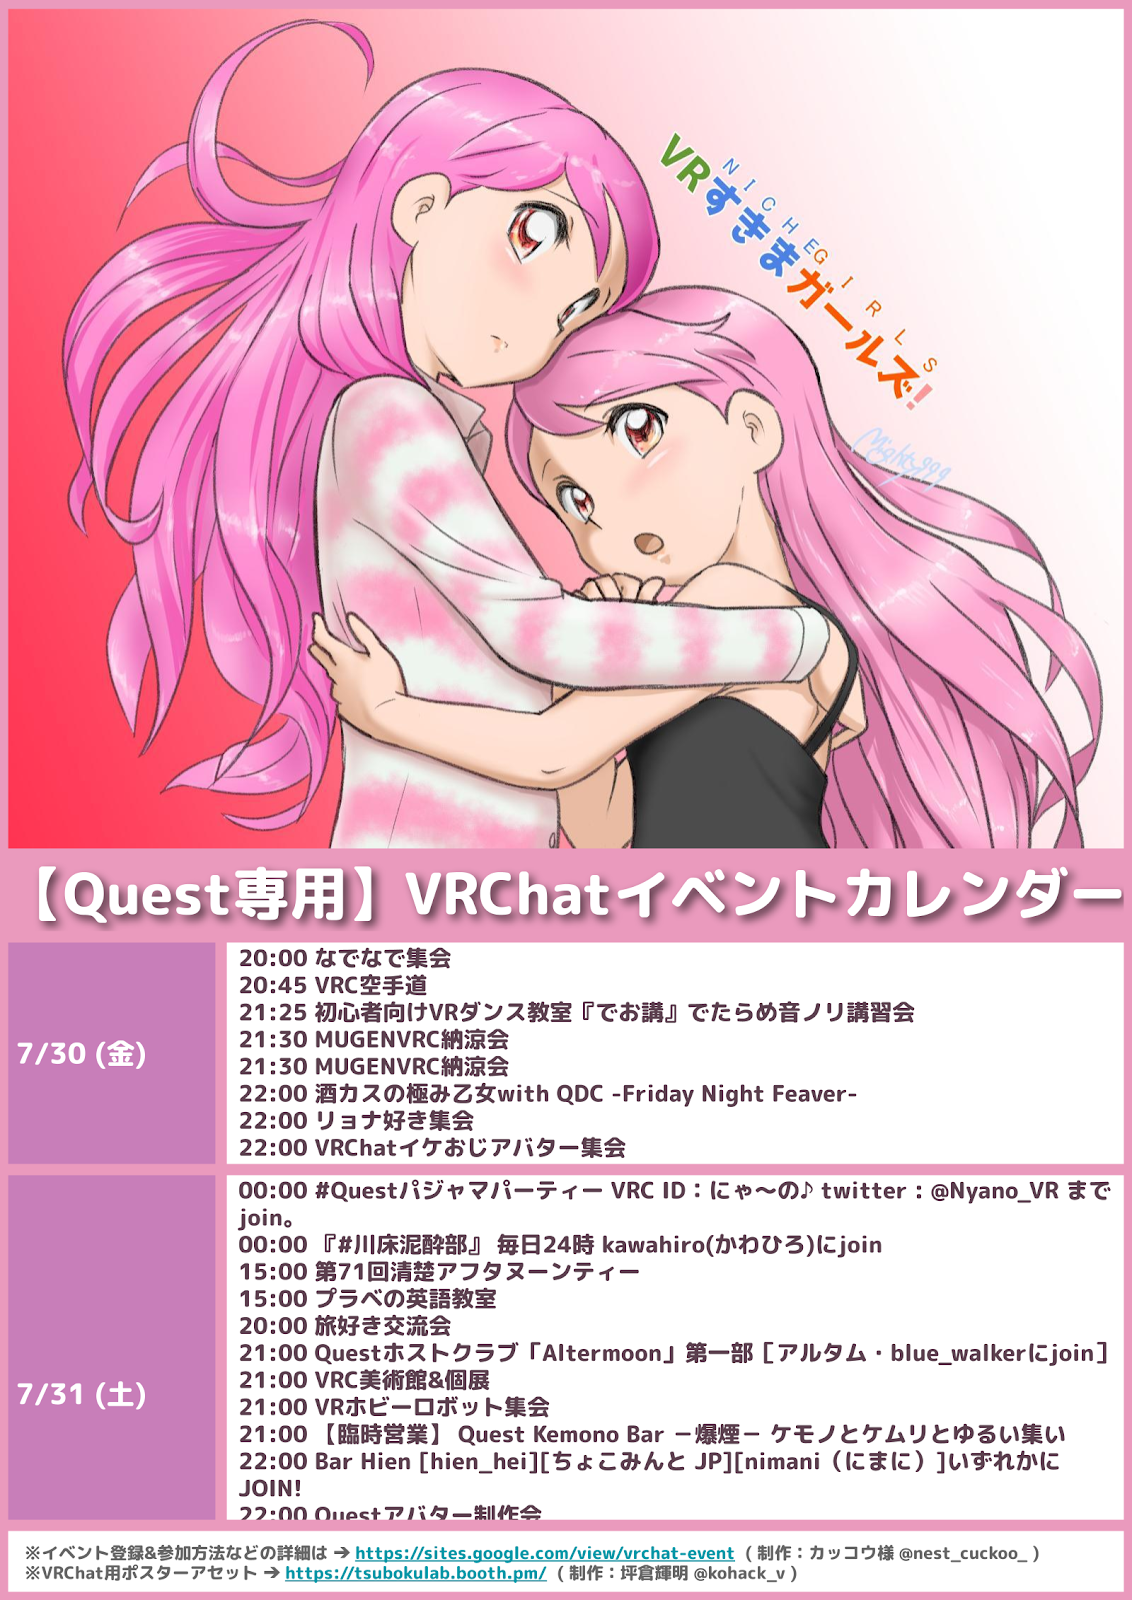 NICHE GIRLS
VRすきまガールズ!
Mighty999
【Quest専用】VRChatイベントカレンダー
7/30 (金)
20:00 なでなで集会
20:45 VRC空手道
21:25 初心者向けVRダンス教室『でお講』でたらめ音ノリ講習会
21:30 MUGENVRC納涼会
21:30 MUGENVRC納涼会
22:00 酒カスの極み乙女with QDC -Friday Night Feaver-
22:00 リョナ好き集会
22:00 VRChatイケおじアバター集会
7/31 (土)
00:00 #Questパジャマパーティー VRC ID：にゃ～の♪ twitter : @Nyano_VR まで
join。
00:00 『#川床泥酔部』 毎日24時 kawahiro(かわひろ)にjoin
15:00 第71回清楚アフタヌーンティー
15:00 プラベの英語教室
20:00 旅好き交流会
21:00 Questホストクラブ「Altermoon」第一部［アルタム・blue_walkerにjoin］
21:00 VRC美術館&個展
21:00 VRホビーロボット集会
21:00 【臨時営業】 Quest Kemono Bar －爆煙－ ケモノとケムリとゆるい集い
22:00 Bar Hien [hien_hei][ちょこみんと JP][nimani（にまに）]いずれかに
JOIN!
22:00 Questアバター制作会
※イベント登録&参加方法などの詳細は ➔ https://sites.google.com/view/vrchat-event ( 制作：カッコウ様 @nest_cuckoo_ )
※VRChat用ポスターアセット ➔ https://tsubokulab.booth.pm/ ( 制作：坪倉輝明 @kohack_v )